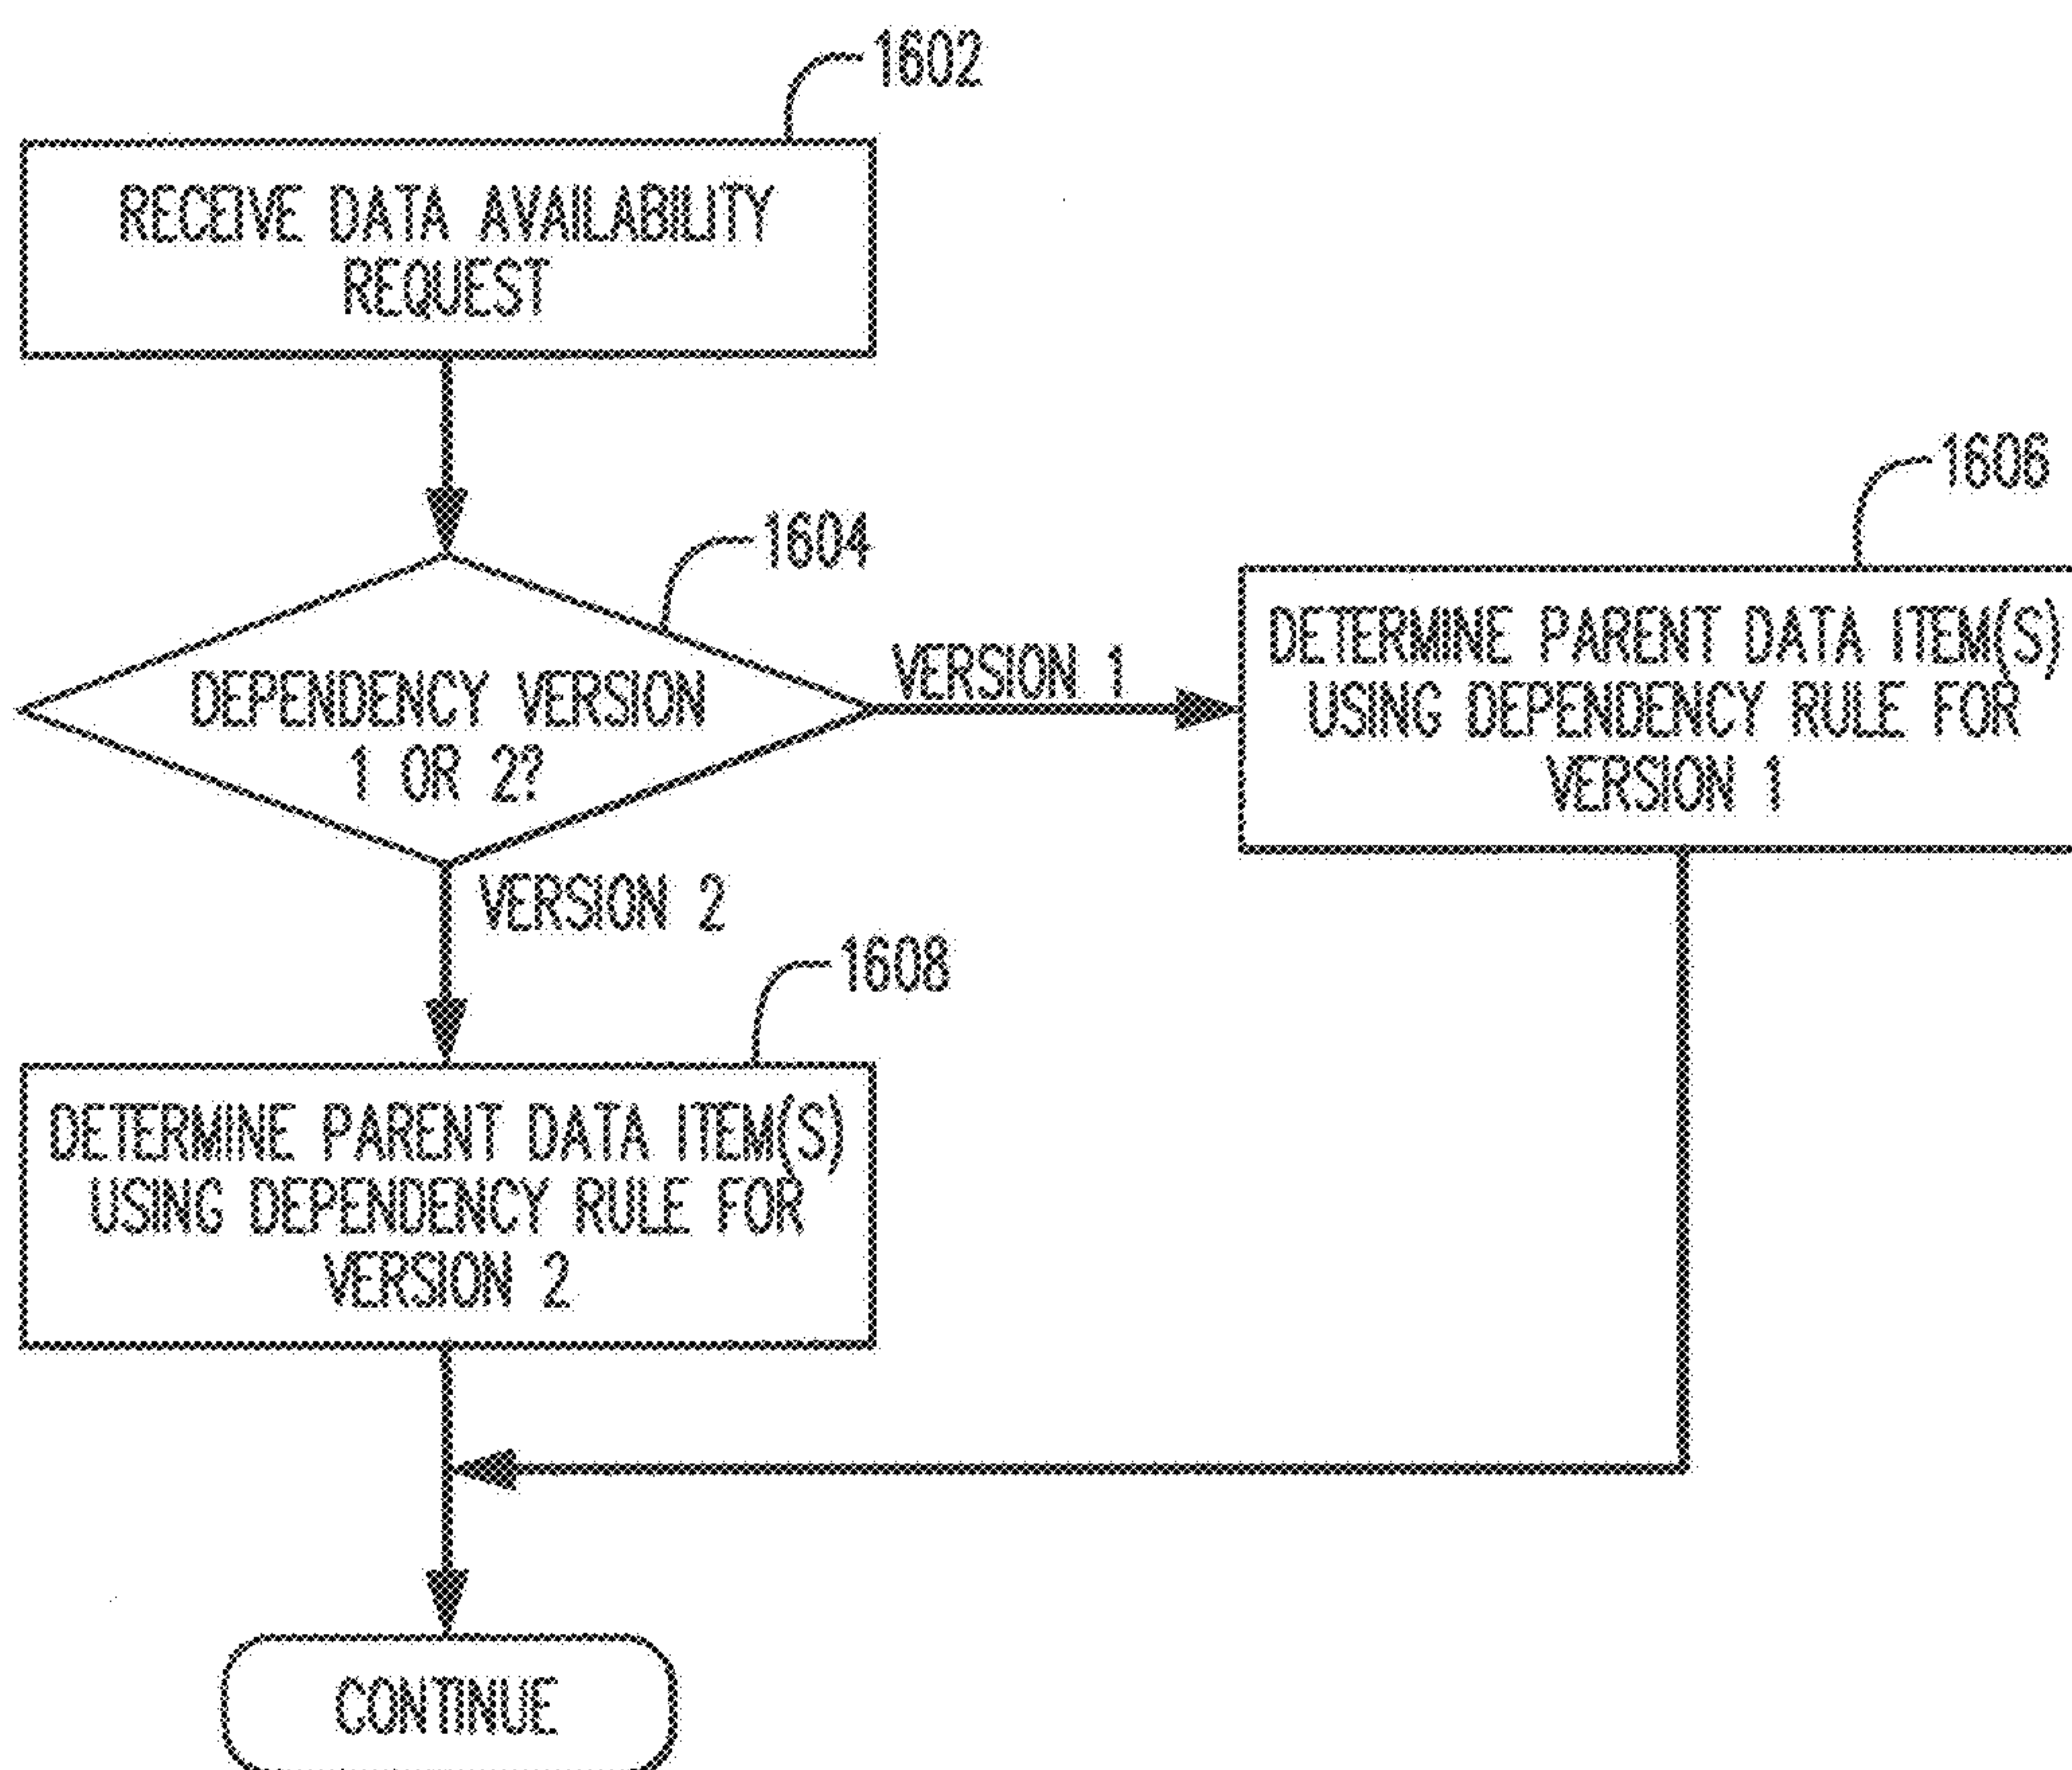 1602
RECEIVE DATA AVAILABILITY
REQUEST
1604
DEPENDENCY VERSION
1 OR 2?
VERSION 1
1606
DETERMINE PARENT DATA ITEM(S)
USING DEPENDENCY RULE FOR
VERSION 1
VERSION 2
1608
DETERMINE PARENT DATA ITEM(S)
USING DEPENDENCY RULE FOR
VERSION 2
CONTINUE